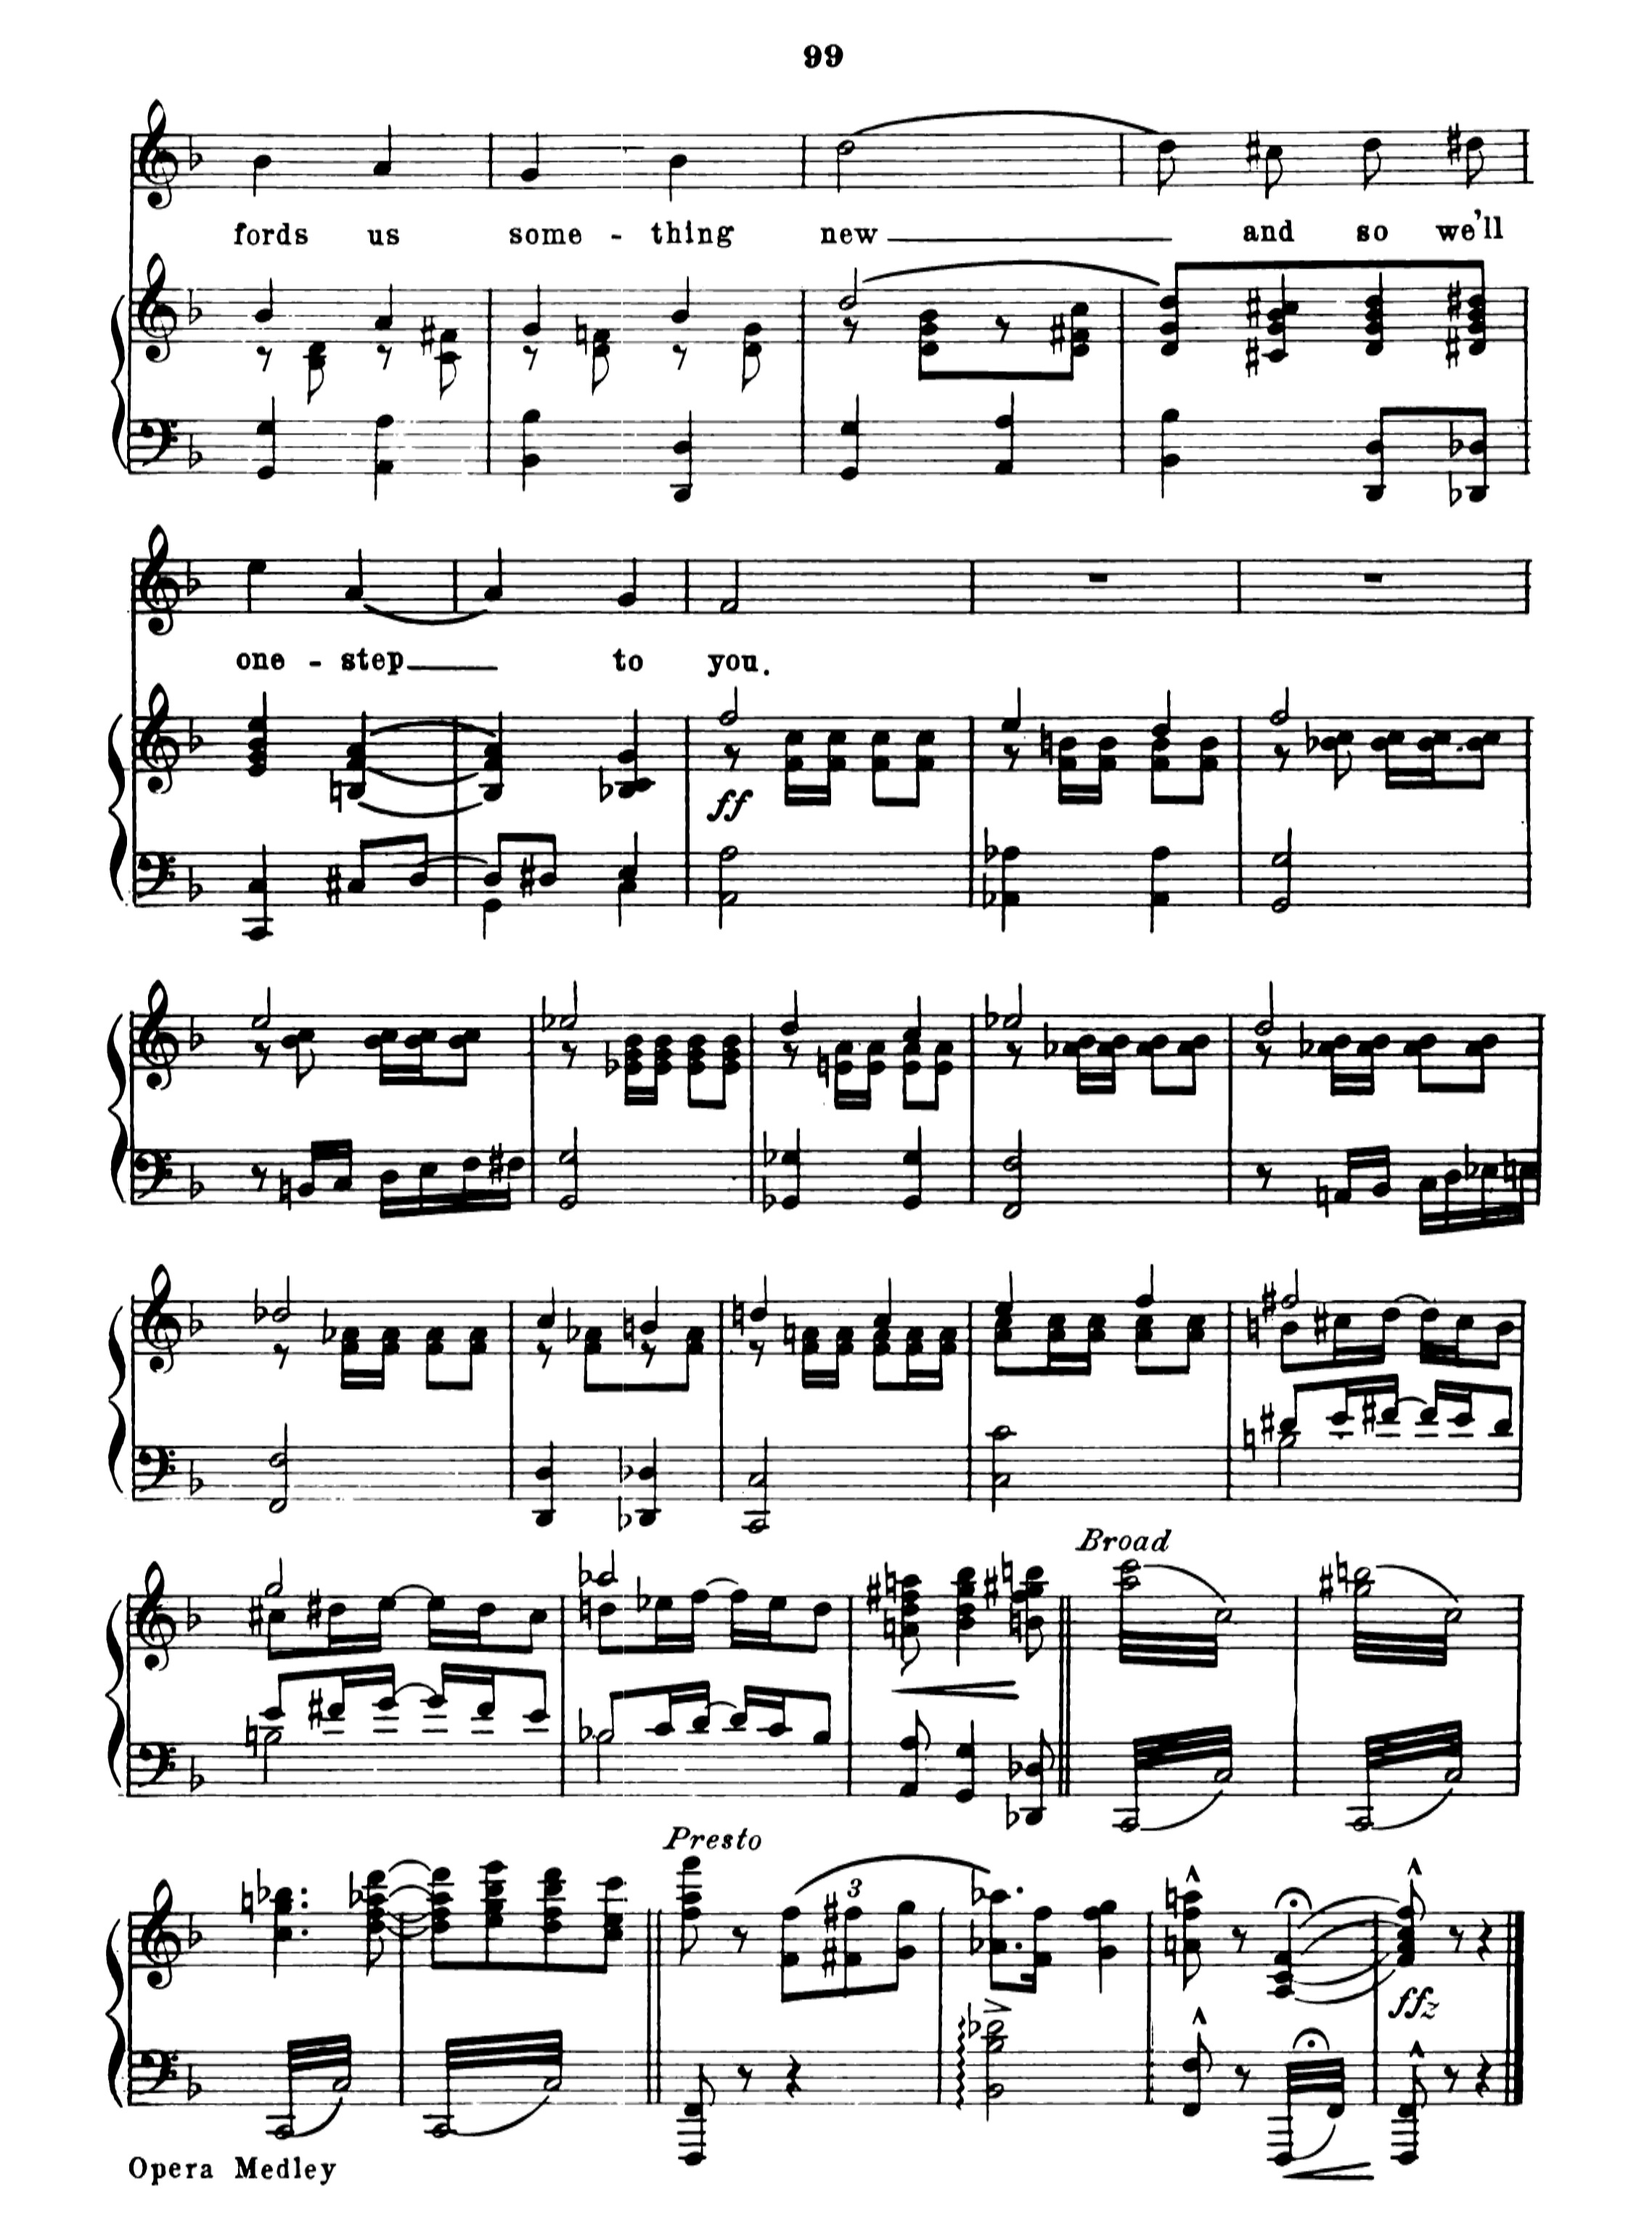 99
fords us some - thing new and so we'll
one - step to you.
ff
Broad
Presto
3
ffz
Opera Medley